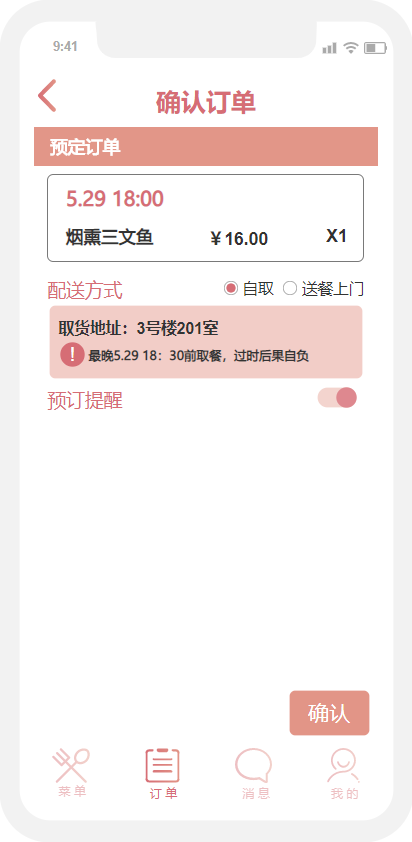 9:41
确认订单
预定订单
5.29 18:00
烟熏三文鱼 ¥16.00 X1
配送方式 自取 送餐上门
取货地址：3号楼201室
! 最晚5.29 18：30前取餐，过时后果自负
预订提醒
确认
菜单 订单 消息 我的